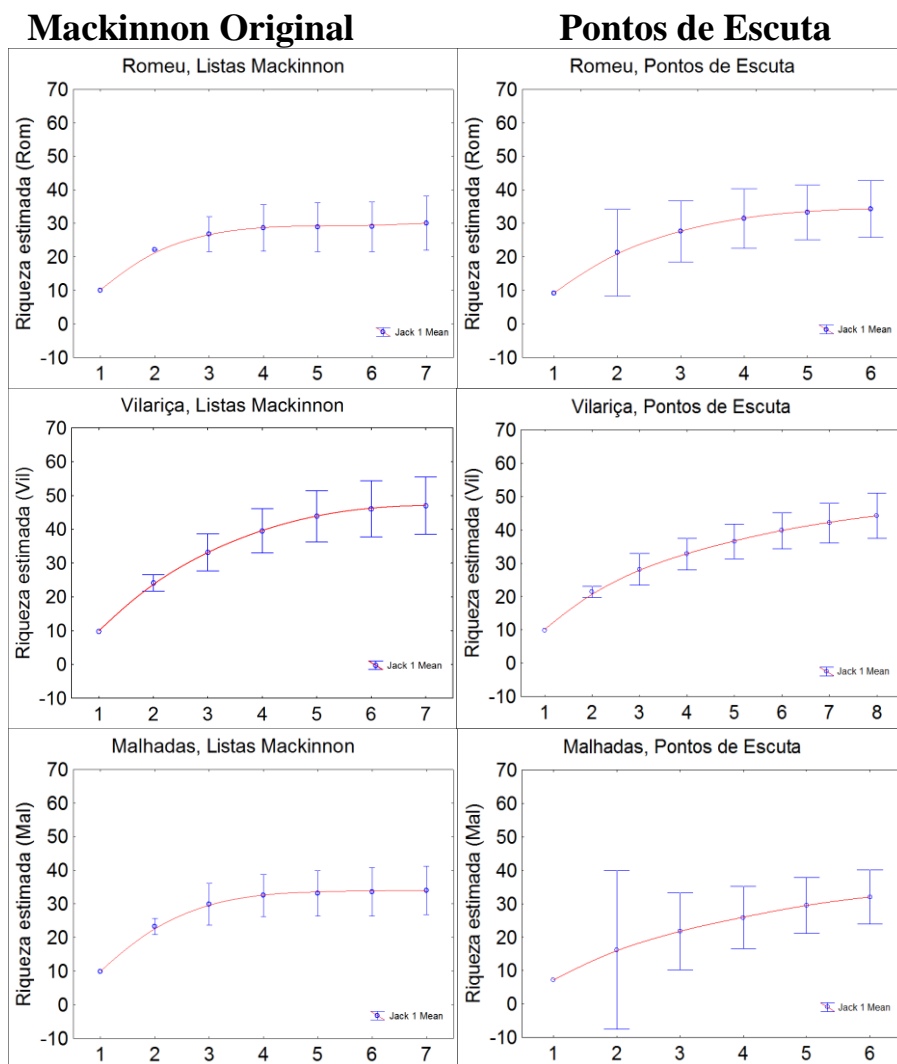 Mackinnon Original
Pontos de Escuta
Romeu, Listas Mackinnon
Riqueza estimada (Rom)
70
60
50
40
30
20
10
0
-10
Jack 1 Mean
1 2 3 4 5 6 7
Romeu, Pontos de Escuta
Riqueza estimada (Rom)
70
60
50
40
30
20
10
0
-10
Jack 1 Mean
1 2 3 4 5 6
Vilariça, Listas Mackinnon
Riqueza estimada (Vil)
70
60
50
40
30
20
10
0
-10
Jack 1 Mean
1 2 3 4 5 6 7
Vilariça, Pontos de Escuta
Riqueza estimada (Vil)
70
60
50
40
30
20
10
0
-10
Jack 1 Mean
1 2 3 4 5 6 7 8
Malhadas, Listas Mackinnon
Riqueza estimada (Mal)
70
60
50
40
30
20
10
0
-10
Jack 1 Mean
1 2 3 4 5 6 7
Malhadas, Pontos de Escuta
Riqueza estimada (Mal)
70
60
50
40
30
20
10
0
-10
Jack 1 Mean
1 2 3 4 5 6